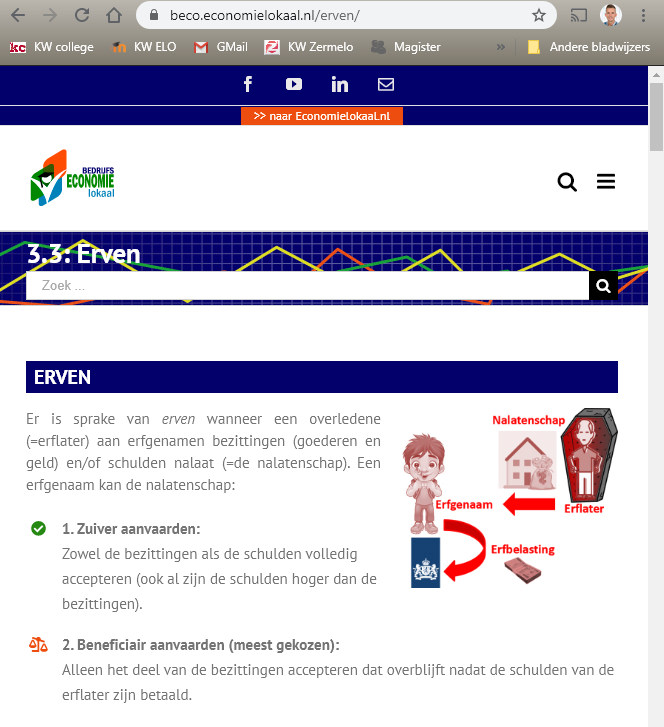 beco.economielokaal.nl/erven/
KW college KW ELO GMail KW Zermelo Magister » Andere bladwijzers
>> naar Economielokaal.nl
BEDRIJFS
ECONOMIE
lokaal
3.3: Erven
Zoek ...
ERVEN
Er is sprake van erven wanneer een overledene
(=erflater) aan erfgenamen bezittingen (goederen en
geld) en/of schulden nalaat (=de nalatenschap). Een
erfgenaam kan de nalatenschap:
Nalatenschap
Erfgenaam
Erflater
Erfbelasting
1. Zuiver aanvaarden:
Zowel de bezittingen als de schulden volledig
accepteren (ook al zijn de schulden hoger dan de
bezittingen).
2. Beneficiair aanvaarden (meest gekozen):
Alleen het deel van de bezittingen accepteren dat overblijft nadat de schulden van de
erflater zijn betaald.